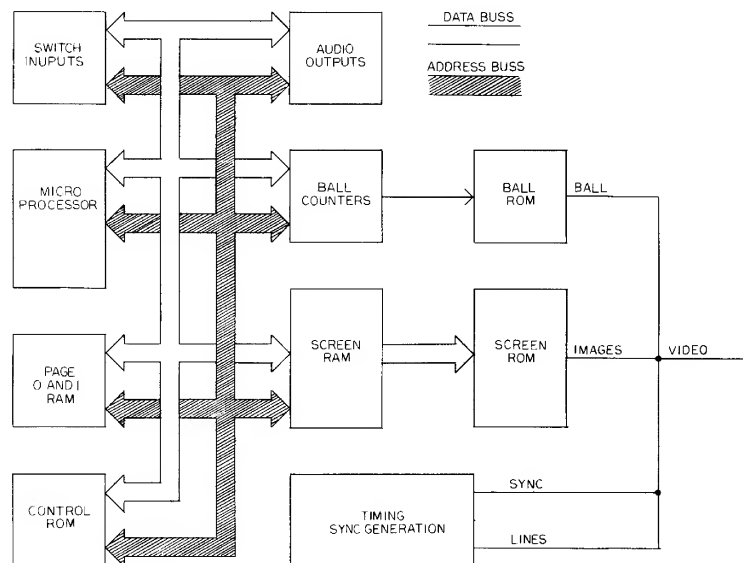 SWITCH
INUPUTS
AUDIO
OUTPUTS
DATA BUSS
ADDRESS BUSS
MICRO
PROCESSOR
BALL
COUNTERS
BALL
ROM
BALL
PAGE
0 AND 1
RAM
SCREEN
RAM
SCREEN
ROM
IMAGES
VIDEO
CONTROL
ROM
TIMING
SYNC GENERATION
SYNC
LINES